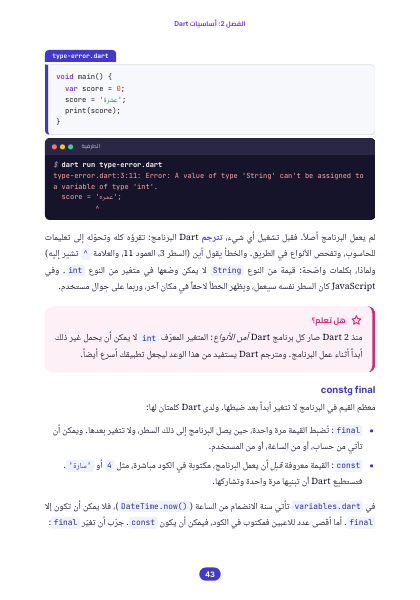 الفصل 2: أساسيات Dart
type-error.dart
void main() {
  var score = 0;
  score = 'عشرة';
  print(score);
}
الطرفية
$ dart run type-error.dart
type-error.dart:3:11: Error: A value of type 'String' can't be assigned to
a variable of type 'int'.
  score = 'عشرة';
          ^
لم يعمل البرنامج أصلاً. فقبل تشغيل أي شيء، تترجم Dart البرنامج: تقرؤه كله وتحوّله إلى تعليمات
للحاسوب، وتفحص الأنواع في الطريق. والخطأ يقول أين (السطر 3، العمود 11، والعلامة ^ تشير إليه)
ولماذا، بكلمات واضحة: قيمة من النوع String لا يمكن وضعها في متغير من النوع int. وفي
JavaScript كان السطر نفسه سيعمل، ويظهر الخطأ لاحقاً في مكان آخر، وربما على جوال مستخدم.
هل تعلم؟
منذ Dart 2 صار كل برنامج Dart آمن الأنواع: المتغير المعرّف int لا يمكن أن يحمل غير ذلك
أبداً أثناء عمل البرنامج. ومترجم Dart يستفيد من هذا الوعد ليجعل تطبيقك أسرع أيضاً.
final وconst
معظم القيم في البرنامج لا تتغير أبداً بعد ضبطها. ولدى Dart كلمتان لها:
• final: تُضبط القيمة مرة واحدة، حين يصل البرنامج إلى ذلك السطر، ولا تتغير بعدها. ويمكن أن
تأتي من حساب، أو من الساعة، أو من المستخدم.
• const: القيمة معروفة قبل أن يعمل البرنامج، مكتوبة في الكود مباشرة، مثل 4 أو 'سارة'.
فتستطيع Dart أن تبنيها مرة واحدة وتشاركها.
في variables.dart تأتي سنة الانضمام من الساعة (DateTime.now())، فلا يمكن أن تكون إلا
final. أما أقصى عدد للاعبين فمكتوب في الكود، فيمكن أن يكون const. جرّب أن تغيّر final:
43